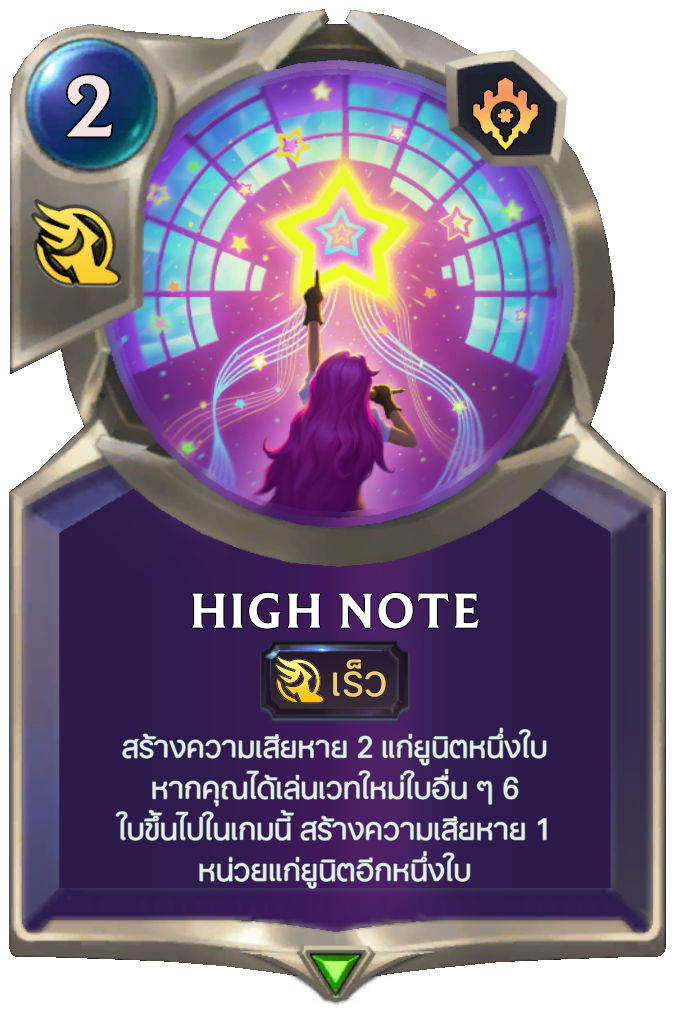 2
HIGH NOTE
เร็ว
สร้างความเสียหาย 2 แก่ยูนิตหนึ่งใบ
หากคุณได้เล่นเวทใหม่ใบอื่น ๆ 6
ใบขึ้นไปในเกมนี้ สร้างความเสียหาย 1
หน่วยแก่ยูนิตอีกหนึ่งใบ